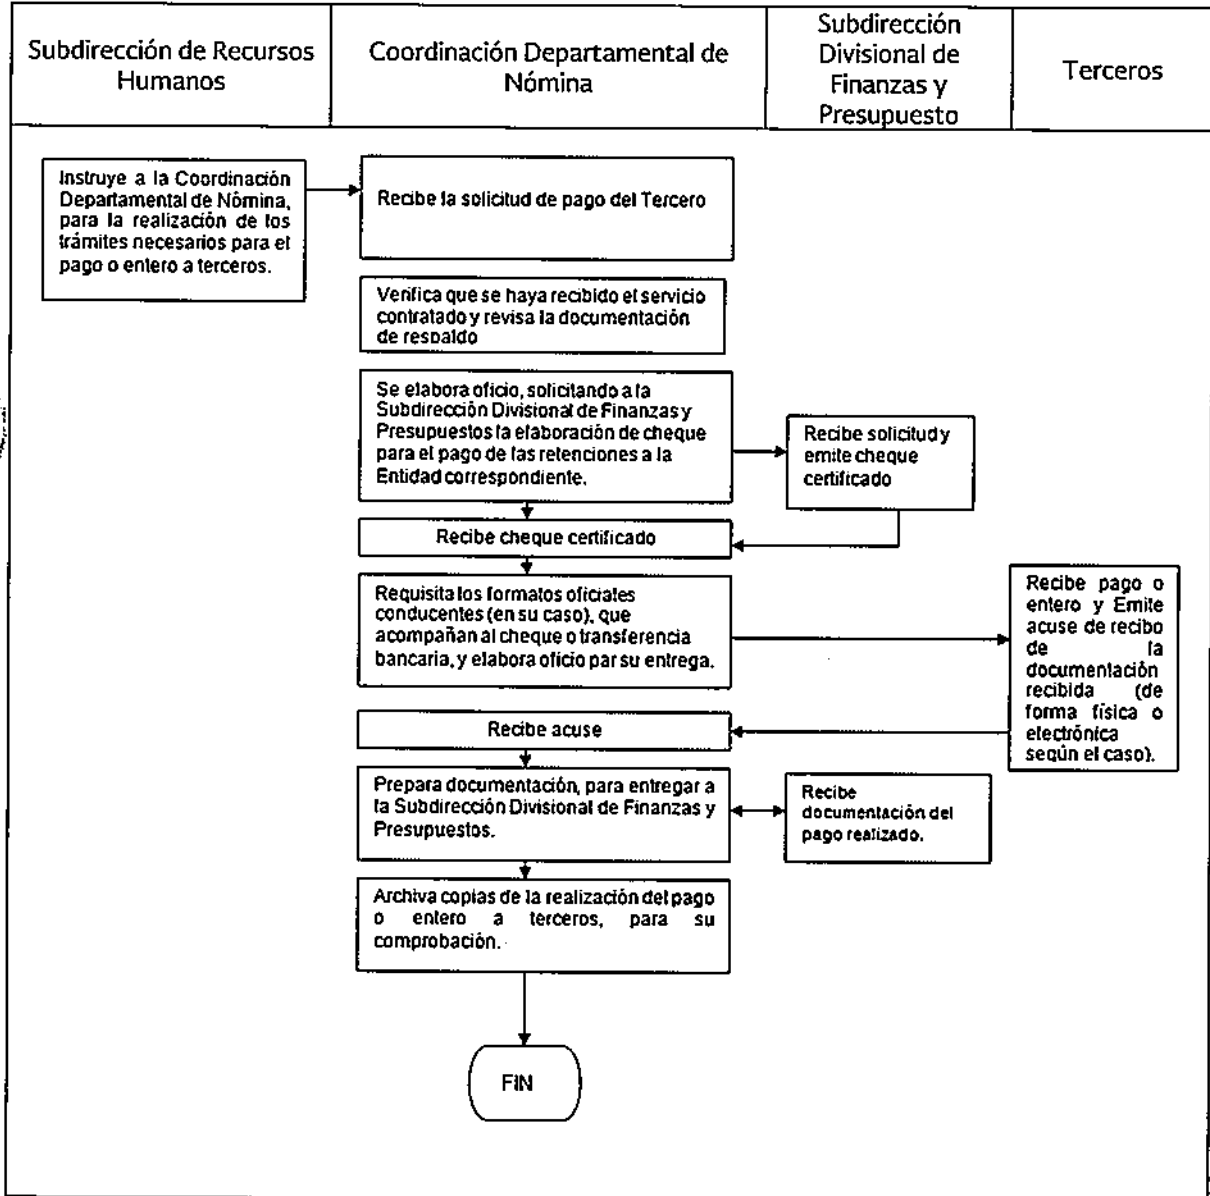 Subdirección de Recursos
Humanos
Coordinación Departamental de
Nómina
Subdirección
Divisional de
Finanzas y
Presupuesto
Terceros
Instruye a la Coordinación
Departamental de Nómina,
para la realización de los
trámites necesarios para el
pago o entero a terceros.
Recibe la solicitud de pago del Tercero
Verifica que se haya recibido el servicio
contratado y revisa la documentación
de respaldo
Se elabora oficio, solicitando a la
Subdirección Divisional de Finanzas y
Presupuestos la elaboración de cheque
para el pago de las retenciones a la
Entidad correspondiente.
Recibe solicitud y
emite cheque
certificado
Recibe cheque certificado
Requisita los formatos oficiales
conducentes (en su caso), que
acompañan al cheque o transferencia
bancaria, y elabora oficio par su entrega.
Recibe pago o
entero y Emite
acuse de recibo
de la
documentación
recibida (de
forma física o
electrónica
según el caso).
Recibe acuse
Prepara documentación, para entregar a
la Subdirección Divisional de Finanzas y
Presupuestos.
Recibe
documentación del
pago realizado.
Archiva copias de la realización del pago
o entero a terceros, para su
comprobación.
FIN